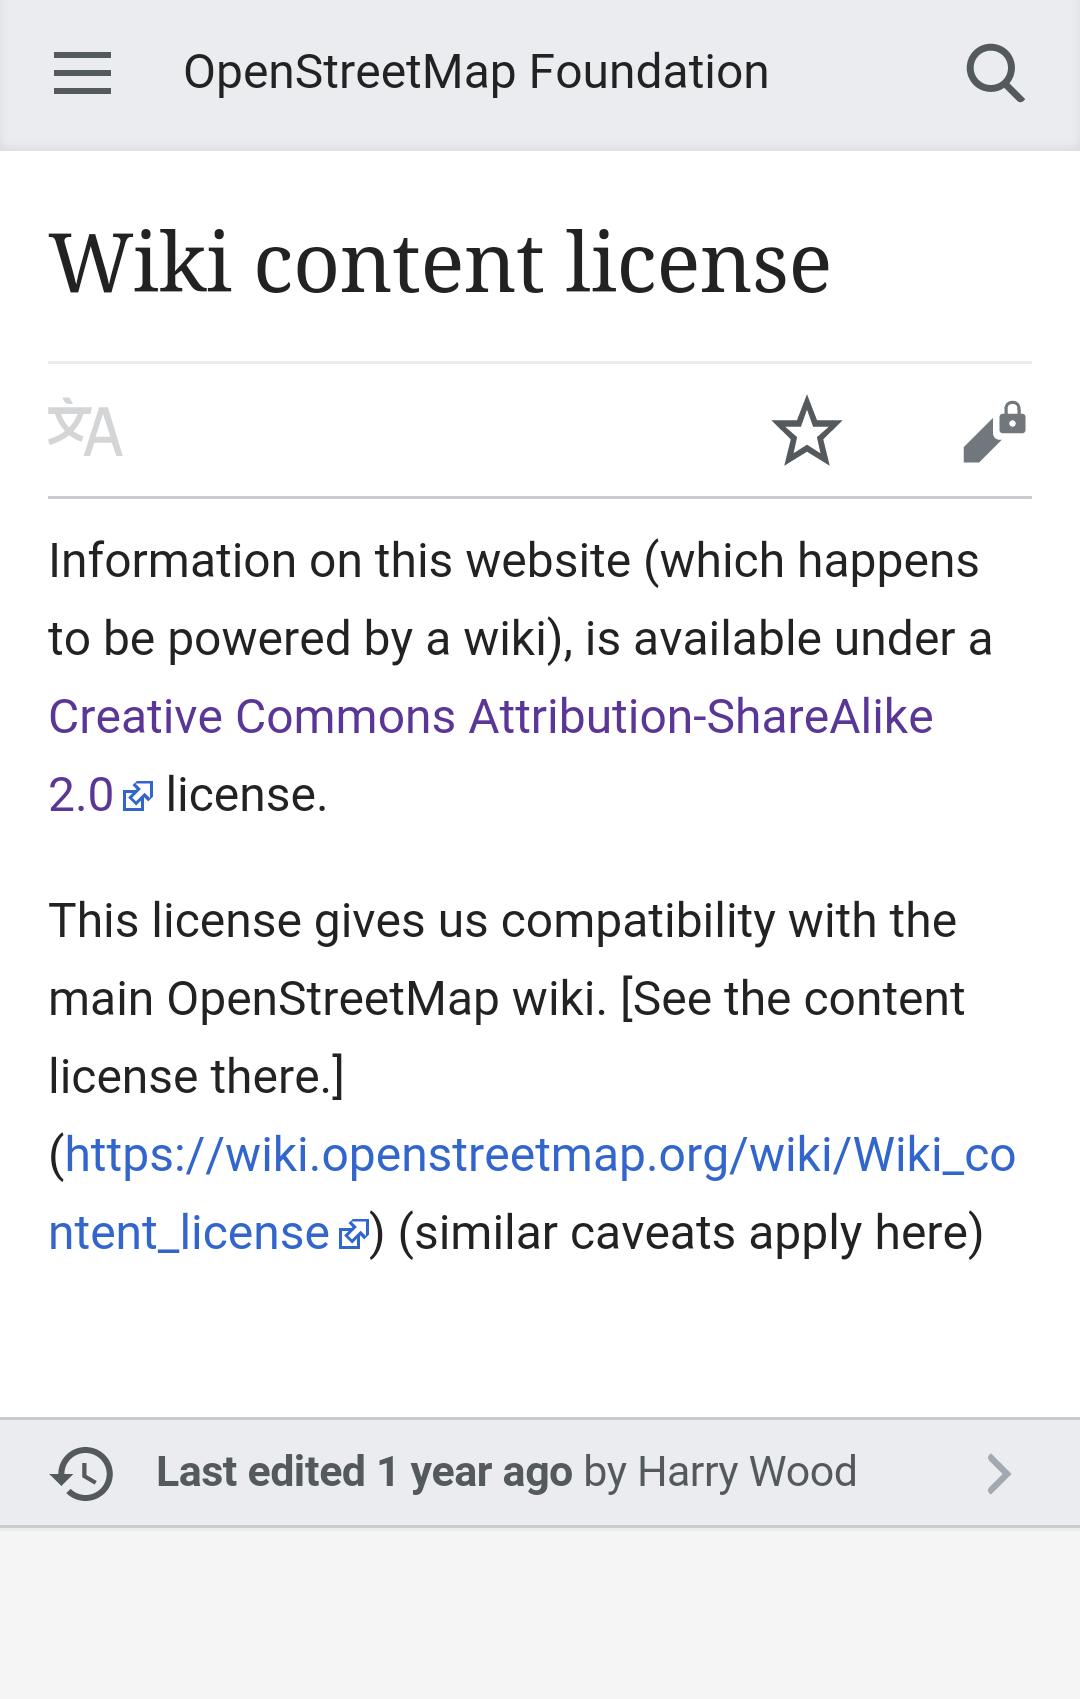 OpenStreetMap Foundation
Wiki content license
Information on this website (which happens
to be powered by a wiki), is available under a
Creative Commons Attribution-ShareAlike
2.0 license.
This license gives us compatibility with the
main OpenStreetMap wiki. [See the content
license there.]
(https://wiki.openstreetmap.org/wiki/Wiki_co
ntent_license) (similar caveats apply here)
Last edited 1 year ago by Harry Wood